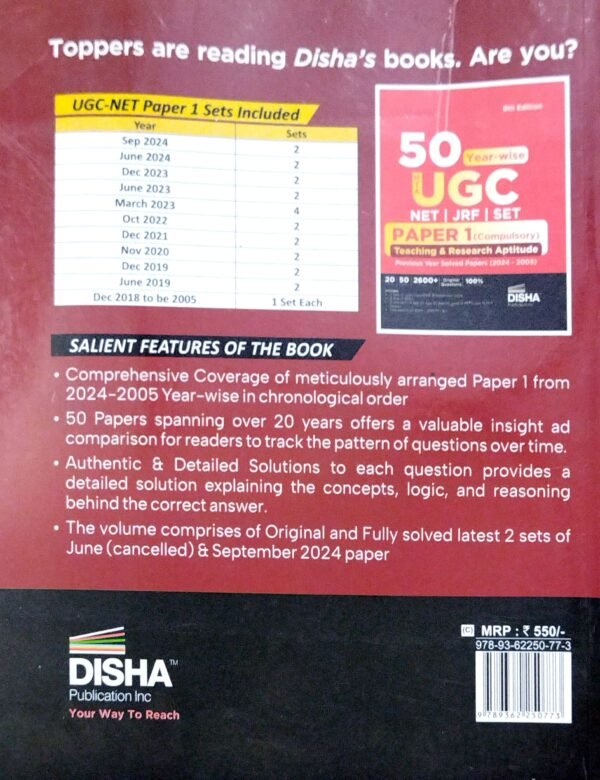 Toppers are reading Disha's books. Are you?
UGC-NET Paper 1 Sets Included
Year Sets
Sep 2024 2
June 2024 2
Dec 2023 2
June 2023 2
March 2023 4
Oct 2022 2
Dec 2021 2
Nov 2020 2
Dec 2019 2
June 2019 2
Dec 2018 to be 2005 1 Set Each
50 Year-wise
UGC
NET | JRF | SET
PAPER 1 (Compulsory)
Teaching & Research Aptitude
Previous Year Solved Papers (2024 - 2005)
20 50 2600+ Original Questions 100%
DISHA
Publication Inc
SALIENT FEATURES OF THE BOOK
• Comprehensive Coverage of meticulously arranged Paper 1 from
2024-2005 Year-wise in chronological order
• 50 Papers spanning over 20 years offers a valuable insight ad
comparison for readers to track the pattern of questions over time.
• Authentic & Detailed Solutions to each question provides a
detailed solution explaining the concepts, logic, and reasoning
behind the correct answer.
• The volume comprises of Original and Fully solved latest 2 sets of
June (cancelled) & September 2024 paper
DISHA™
Publication Inc
Your Way To Reach
(C) MRP : ₹ 550/-
978-93-62250-77-3
9789362250773